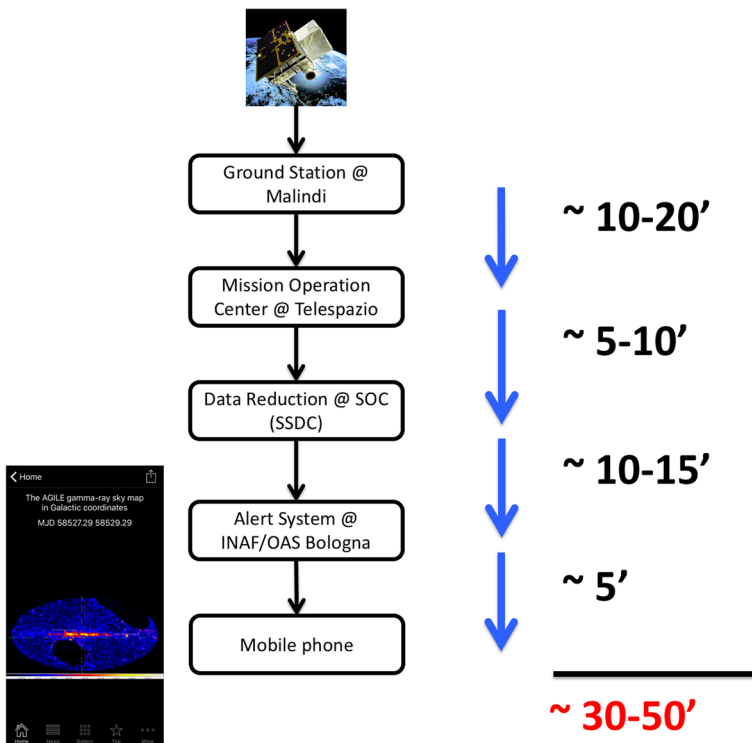 Ground Station @
Malindi
~ 10-20’
Mission Operation
Center @ Telespazio
~ 5-10’
Data Reduction @ SOC
(SSDC)
~ 10-15’
Alert System @
INAF/OAS Bologna
~ 5’
Mobile phone
~ 30-50’
Home
The AGILE gamma-ray sky map
in Galactic coordinates
MJD 58527.29 58529.29
Home
News
Gallery
Top
More